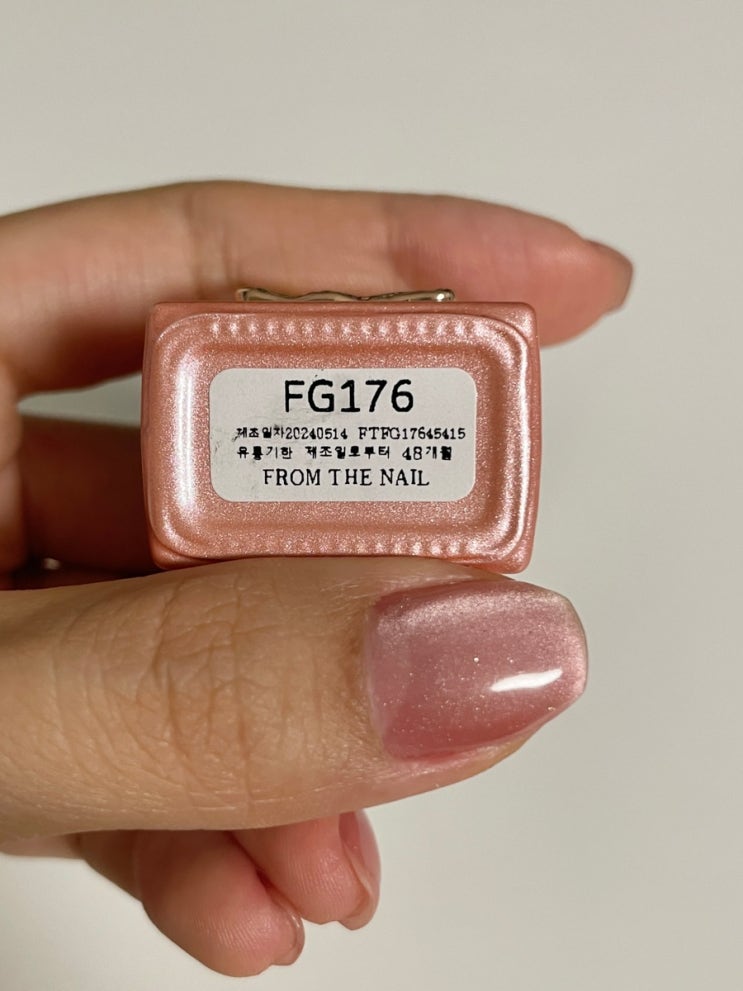 FG176
제조일자20240514 FTFG17645415
유통기한 제조일로부터 48개월
FROM THE NAIL